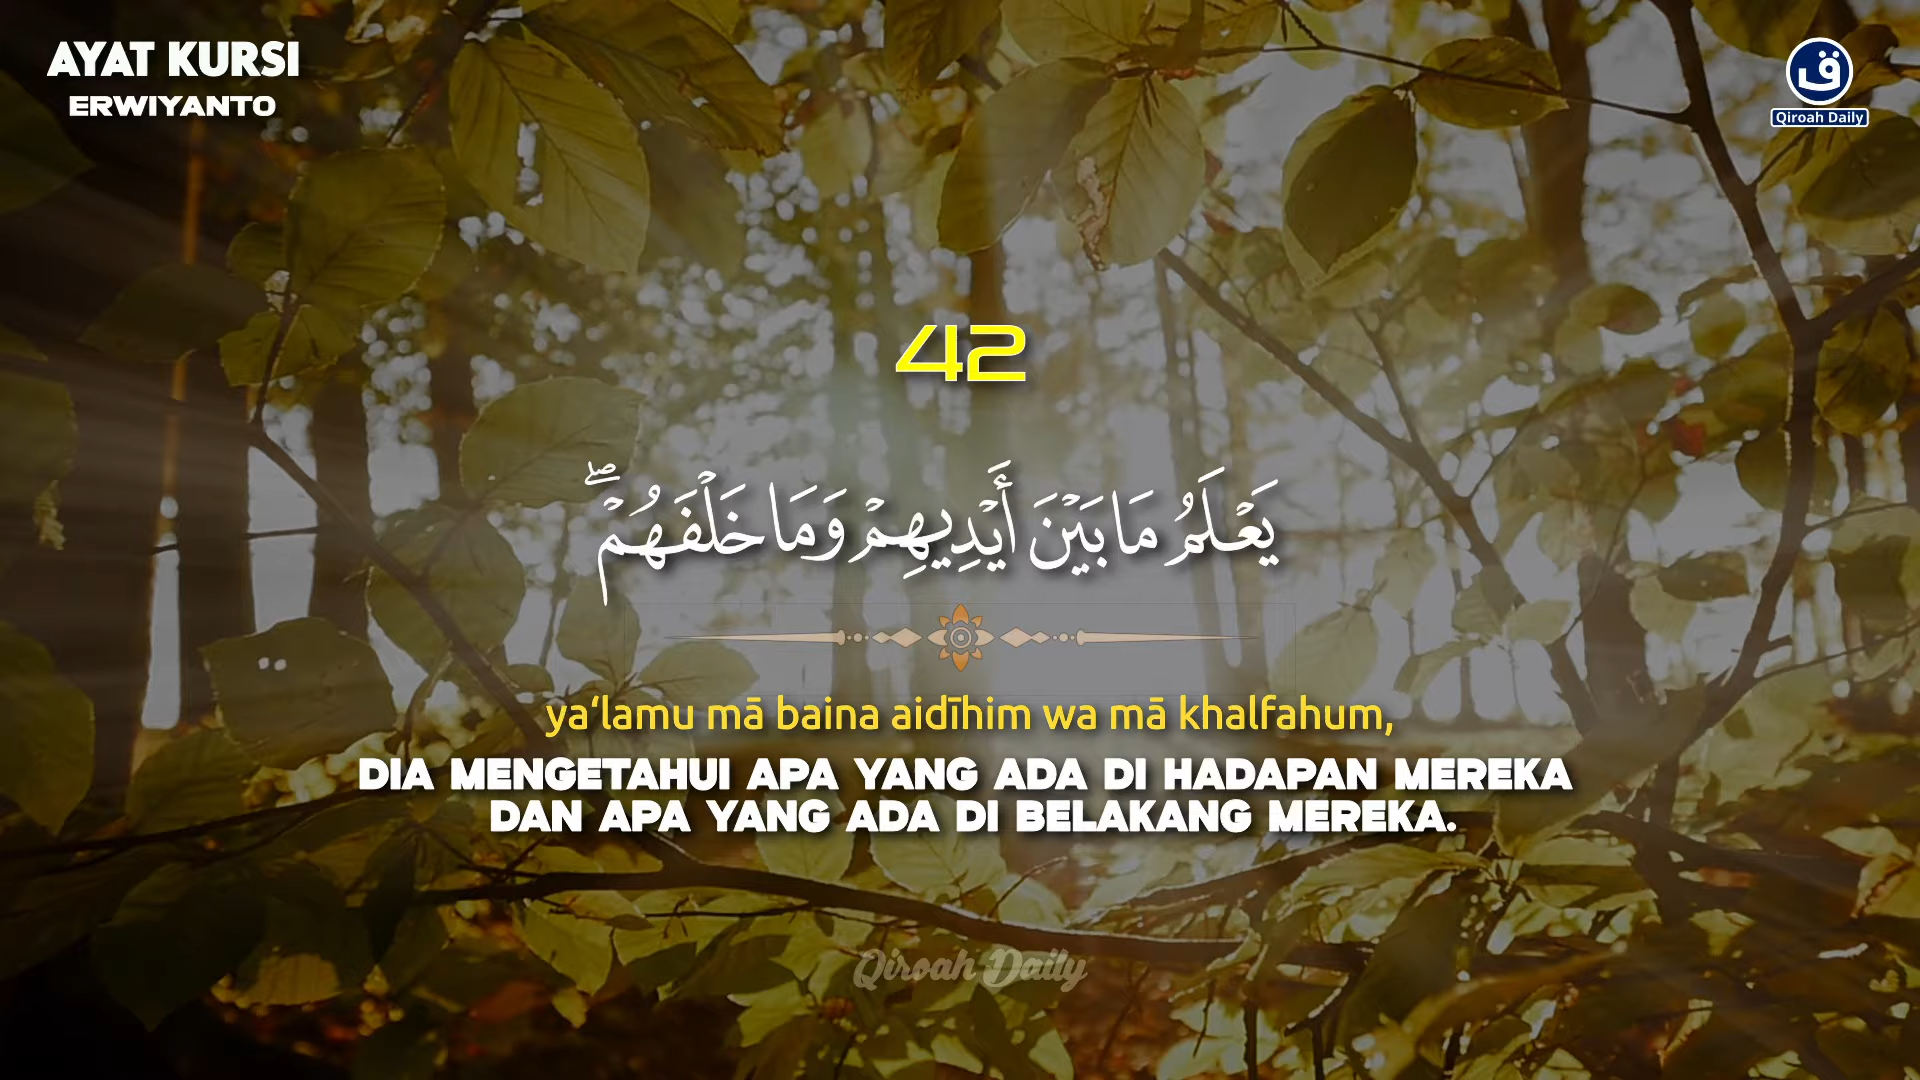 AYAT KURSI
ERWIYANTO
ق
Qiroah Daily
42
يَعْلَمُ مَا بَيْنَ أَيْدِيهِمْ وَمَا خَلْفَهُمْ ۖ
ya‘lamu mā baina aidīhim wa mā khalfahum,
DIA MENGETAHUI APA YANG ADA DI HADAPAN MEREKA
DAN APA YANG ADA DI BELAKANG MEREKA.
Qiroah Daily